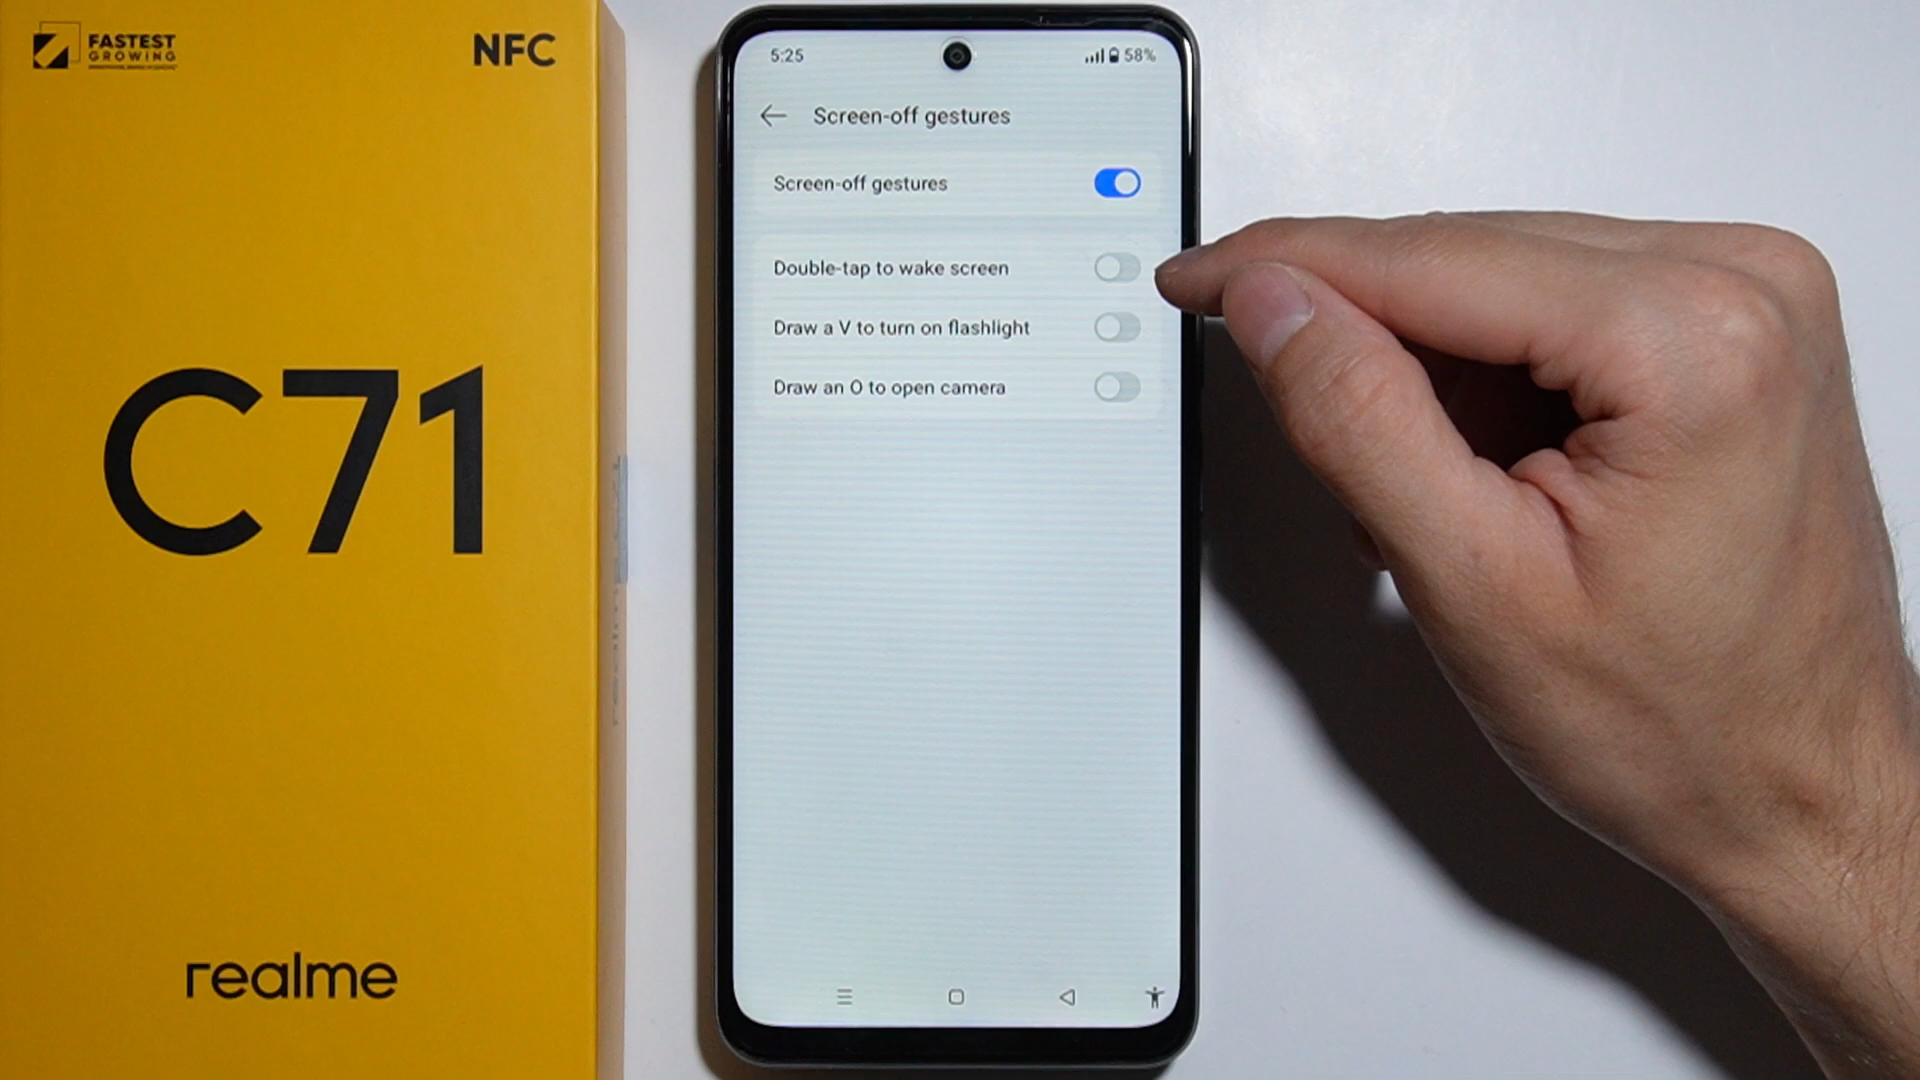 FASTEST
GROWING
NFC
C71
realme
5:25
58%
Screen-off gestures
Screen-off gestures
Double-tap to wake screen
Draw a V to turn on flashlight
Draw an O to open camera